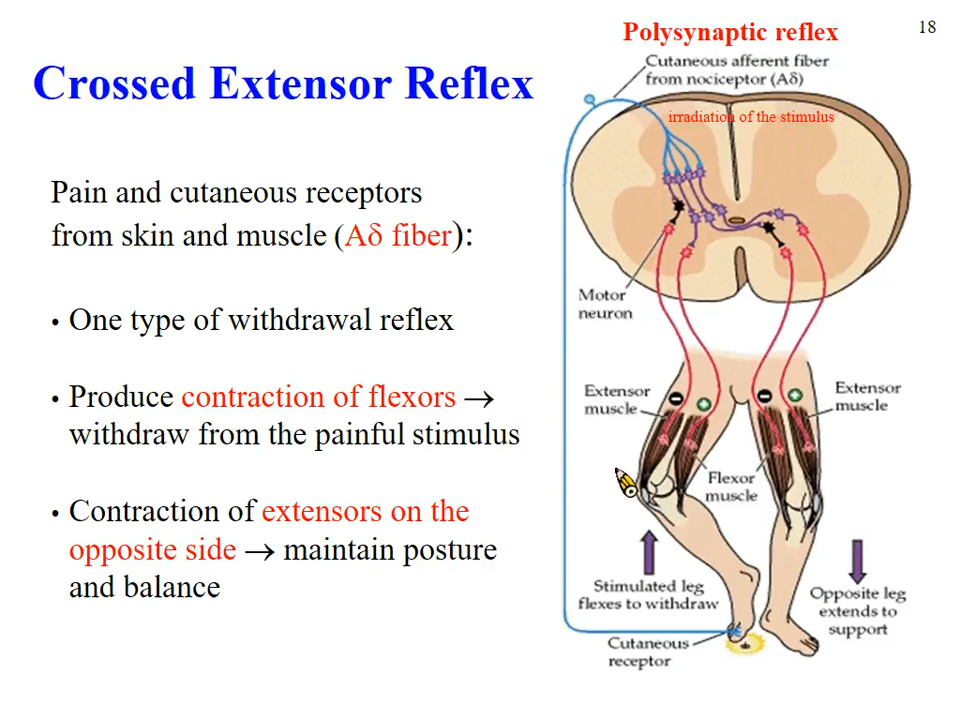 Polysynaptic reflex
18
Crossed Extensor Reflex
Cutaneous afferent fiber
from nociceptor (Aδ)
irradiation of the stimulus
Pain and cutaneous receptors
from skin and muscle (Aδ fiber):
• One type of withdrawal reflex
• Produce contraction of flexors →
withdraw from the painful stimulus
• Contraction of extensors on the
opposite side → maintain posture
and balance
Motor
neuron
Extensor
muscle
Extensor
muscle
Flexor
muscle
Stimulated leg
flexes to withdraw
Opposite leg
extends to
support
Cutaneous
receptor